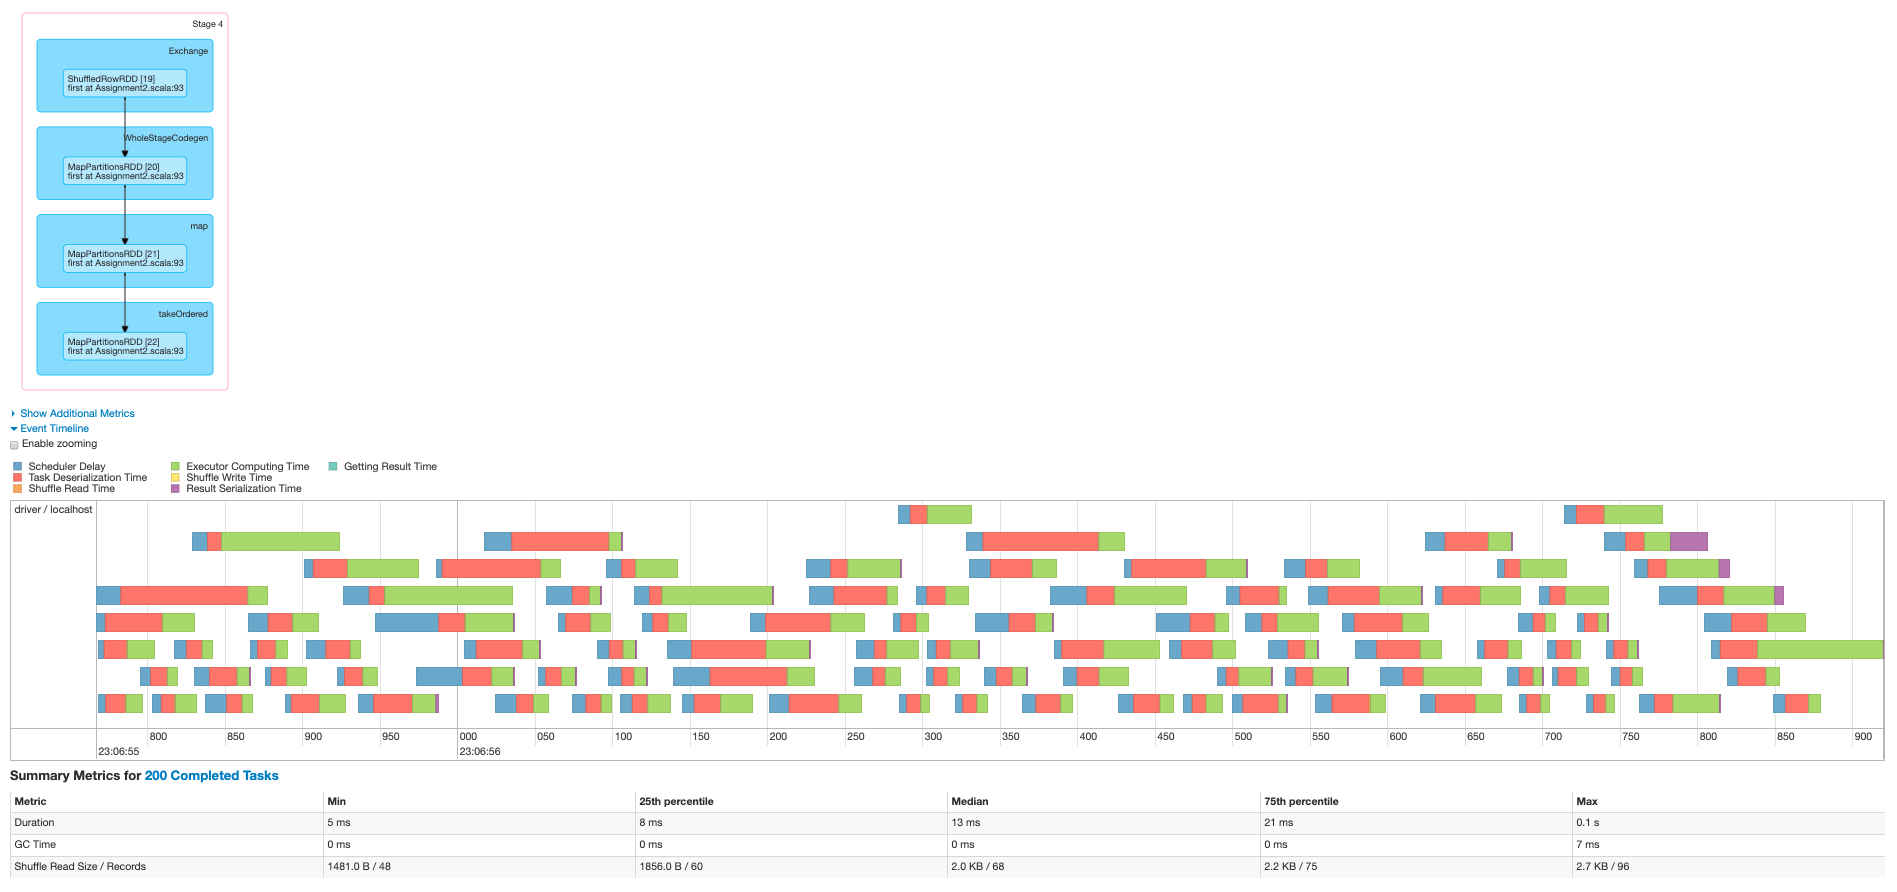 Stage 4
Exchange
ShuffledRowRDD [19]
first at Assignment2.scala:93
WholeStageCodegen
MapPartitionsRDD [20]
first at Assignment2.scala:93
map
MapPartitionsRDD [21]
first at Assignment2.scala:93
takeOrdered
MapPartitionsRDD [22]
first at Assignment2.scala:93
Show Additional Metrics
Event Timeline
Enable zooming
Scheduler Delay Executor Computing Time Getting Result Time
Task Deserialization Time Shuffle Write Time
Shuffle Read Time Result Serialization Time
driver / localhost
800 850 900 950 000 050 100 150 200 250 300 350 400 450 500 550 600 650 700 750 800 850 900
23:06:55 23:06:56
Summary Metrics for 200 Completed Tasks
Metric Min 25th percentile Median 75th percentile Max
Duration 5 ms 8 ms 13 ms 21 ms 0.1 s
GC Time 0 ms 0 ms 0 ms 0 ms 7 ms
Shuffle Read Size / Records 1481.0 B / 48 1856.0 B / 60 2.0 KB / 68 2.2 KB / 75 2.7 KB / 96